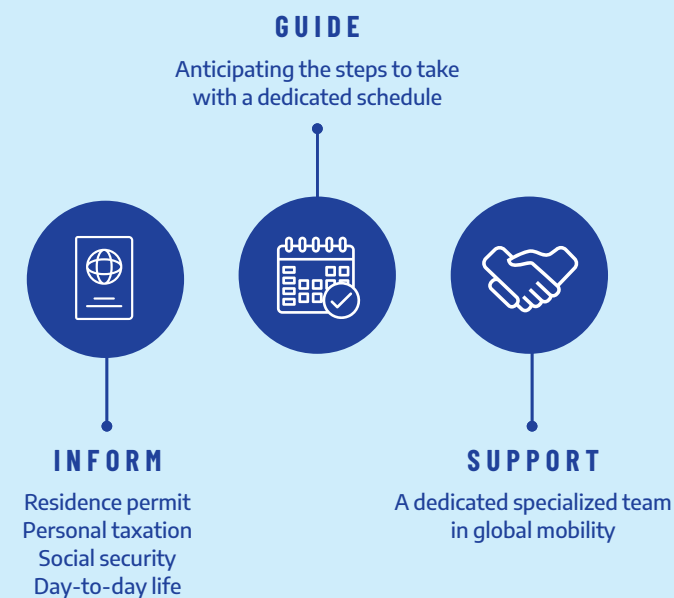 GUIDE
Anticipating the steps to take
with a dedicated schedule
INFORM
Residence permit
Personal taxation
Social security
Day-to-day life
SUPPORT
A dedicated specialized team
in global mobility